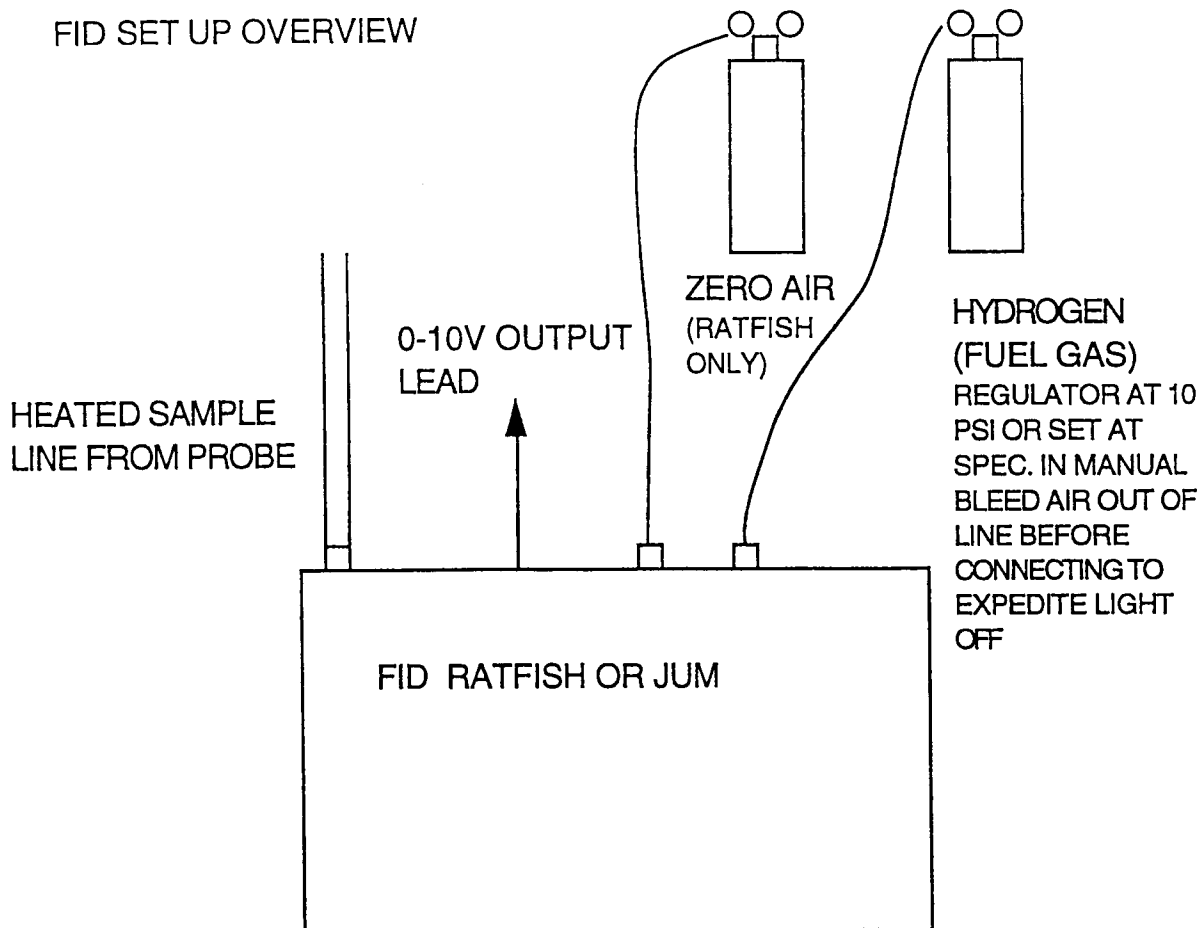 FID SET UP OVERVIEW
ZERO AIR
(RATFISH
ONLY)
HYDROGEN
(FUEL GAS)
REGULATOR AT 10
PSI OR SET AT
SPEC. IN MANUAL
BLEED AIR OUT OF
LINE BEFORE
CONNECTING TO
EXPEDITE LIGHT
OFF
0-10V OUTPUT
LEAD
HEATED SAMPLE
LINE FROM PROBE
FID RATFISH OR JUM